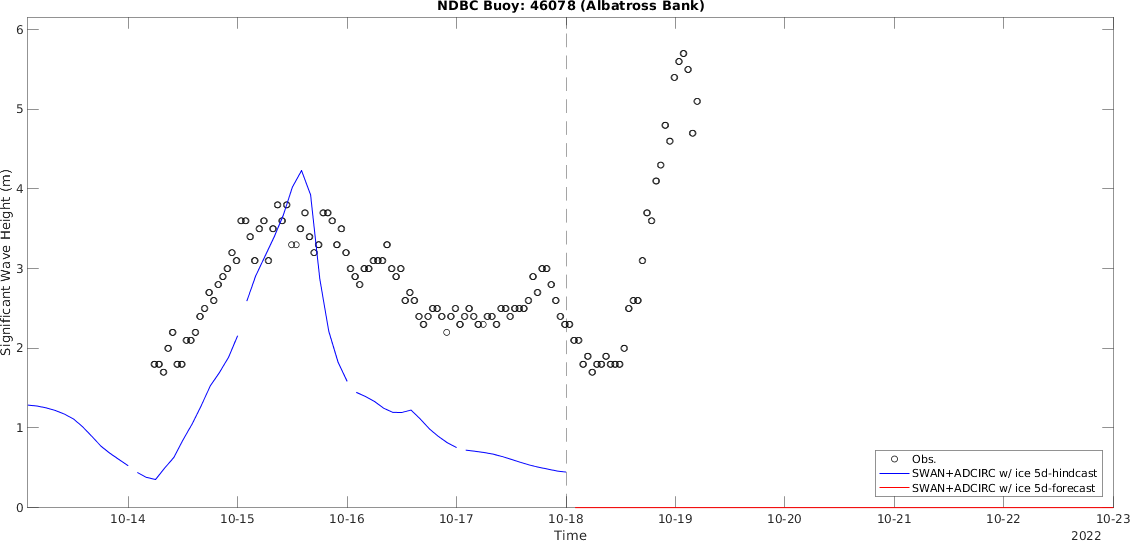 NDBC Buoy: 46078 (Albatross Bank)
6
5
4
3
2
1
0
Significant Wave Height (m)
Obs.
SWAN+ADCIRC w/ ice 5d-hindcast
SWAN+ADCIRC w/ ice 5d-forecast
10-14 10-15 10-16 10-17 10-18 10-19 10-20 10-21 10-22 10-23
Time
2022